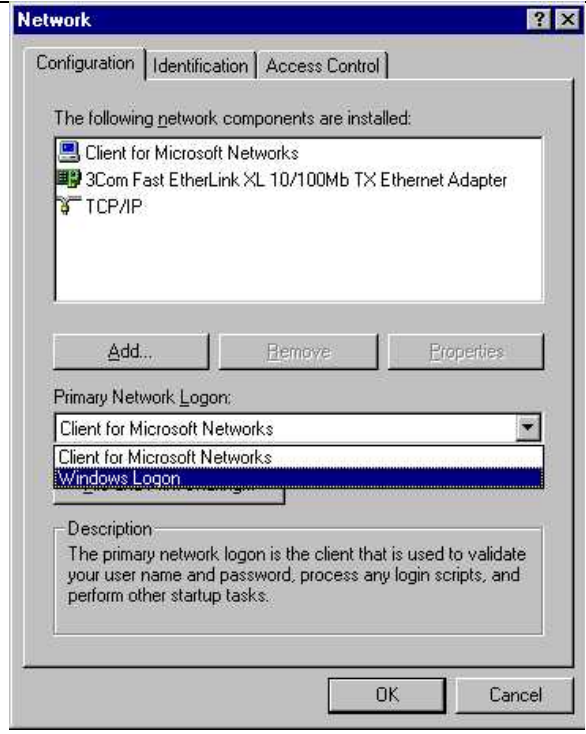 Network
Configuration Identification Access Control
The following network components are installed:
Client for Microsoft Networks
3Com Fast EtherLink XL 10/100Mb TX Ethernet Adapter
TCP/IP
Add... Remove Properties
Primary Network Logon:
Client for Microsoft Networks
Client for Microsoft Networks
Windows Logon
Description
The primary network logon is the client that is used to validate
your user name and password, process any login scripts, and
perform other startup tasks.
OK Cancel